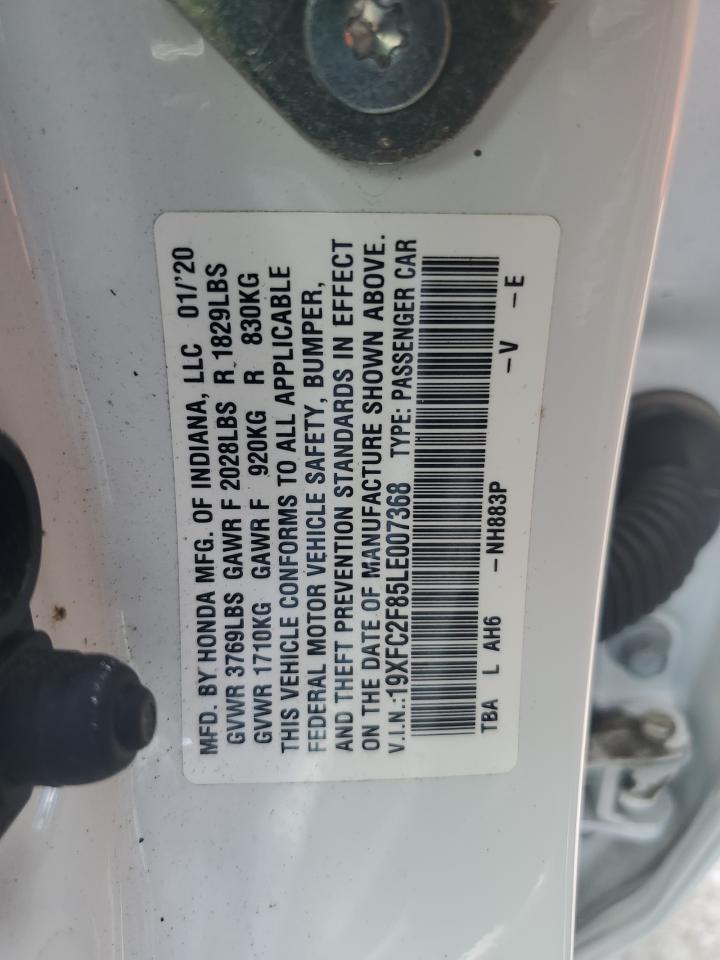 MFD. BY HONDA MFG. OF INDIANA, LLC 01/'20
GVWR 3769LBS GAWR F 2028LBS R 1829LBS
GVWR 1710KG GAWR F 920KG R 830KG
THIS VEHICLE CONFORMS TO ALL APPLICABLE
FEDERAL MOTOR VEHICLE SAFETY, BUMPER,
AND THEFT PREVENTION STANDARDS IN EFFECT
ON THE DATE OF MANUFACTURE SHOWN ABOVE.
V.I.N.:19XFC2F85LE007368 TYPE: PASSENGER CAR
TBA L AH6 -NH883P -V -E